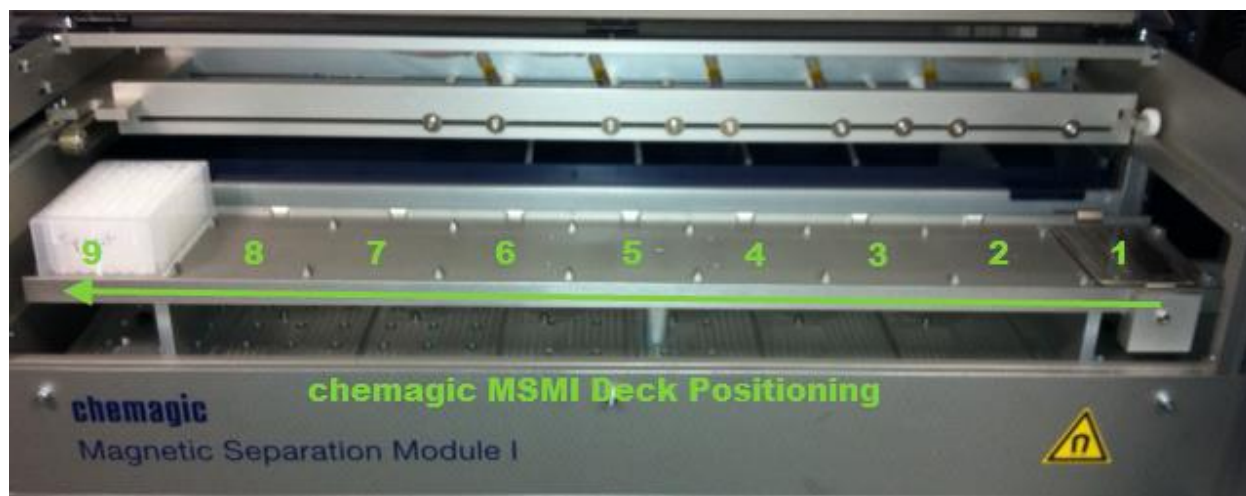 9 8 7 6 5 4 3 2 1
chemagic MSMI Deck Positioning
chemagic
Magnetic Separation Module I